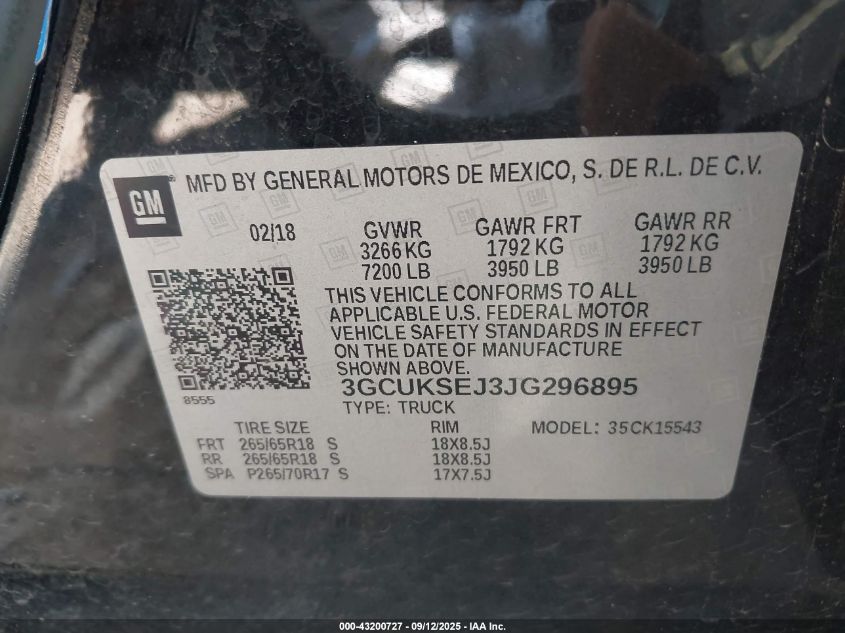 GM
MFD BY GENERAL MOTORS DE MEXICO, S. DE R.L. DE C.V.
02/18 GVWR GAWR FRT GAWR RR
3266 KG 1792 KG 1792 KG
7200 LB 3950 LB 3950 LB
THIS VEHICLE CONFORMS TO ALL
APPLICABLE U.S. FEDERAL MOTOR
VEHICLE SAFETY STANDARDS IN EFFECT
ON THE DATE OF MANUFACTURE
SHOWN ABOVE.
8555
3GCUKSEJ3JG296895
TYPE: TRUCK
TIRE SIZE RIM MODEL: 35CK15543
FRT 265/65R18 S 18X8.5J
RR 265/65R18 S 18X8.5J
SPA P265/70R17 S 17X7.5J
000-43200727 - 09/12/2025 - IAA Inc.